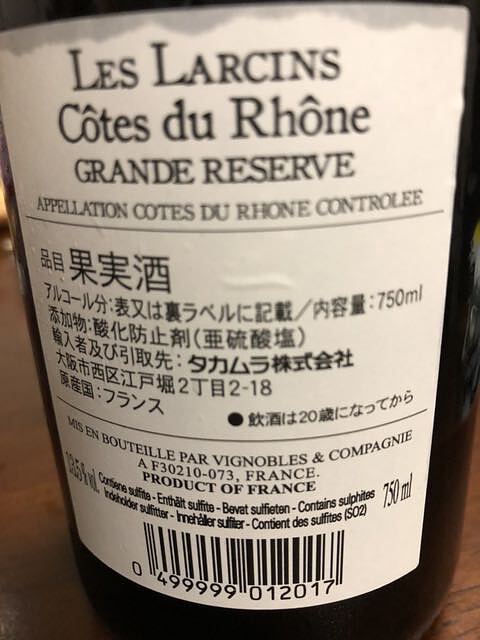 LES LARCINS
Côtes du Rhône
GRANDE RESERVE
APPELLATION COTES DU RHONE CONTROLEE
品目 果実酒
アルコール分:表又は裏ラベルに記載/内容量:750ml
添加物:酸化防止剤(亜硫酸塩)
輸入者及び引取先:タカムラ株式会社
大阪市西区江戸堀2丁目2-18
原産国:フランス
●飲酒は20歳になってから
MIS EN BOUTEILLE PAR VIGNOBLES & COMPAGNIE
A F30210-073, FRANCE.
PRODUCT OF FRANCE
13,5% vol. Contiene sulfite - Enthält sulfite - Bevat sulfieten - Contains sulphites 750 ml
Indeholder sulfitter - Innehåller sulfiter - Contient des sulfites (SO2)
0 499999 012017